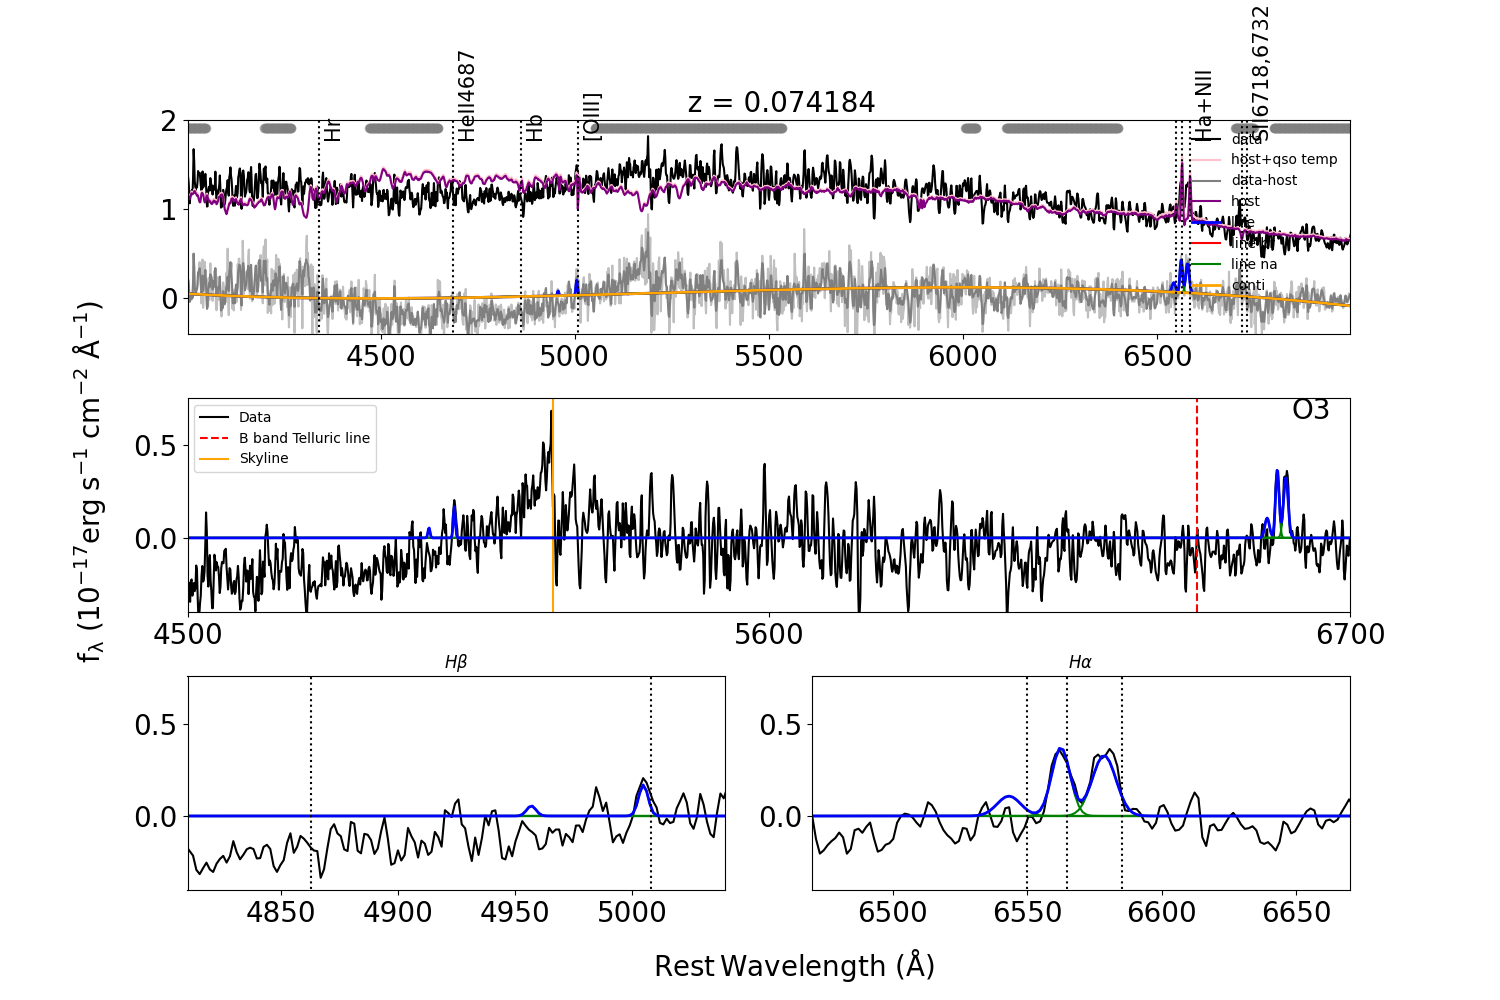 Hr
HeII4687
Hb
[OIII]
Ha+NII
SII6718,6732
z = 0.074184
data
host+qso temp
data-host
host
line na
conti
2
1
0
4500 5000 5500 6000 6500
Data
B band Telluric line
Skyline
O3
0.5
0.0
4500 5600 6700
fλ (10−17erg s−1 cm−2 Å−1)
Hβ
0.5
0.0
4850 4900 4950 5000
Hα
0.5
0.0
6500 6550 6600 6650
Rest Wavelength (Å)